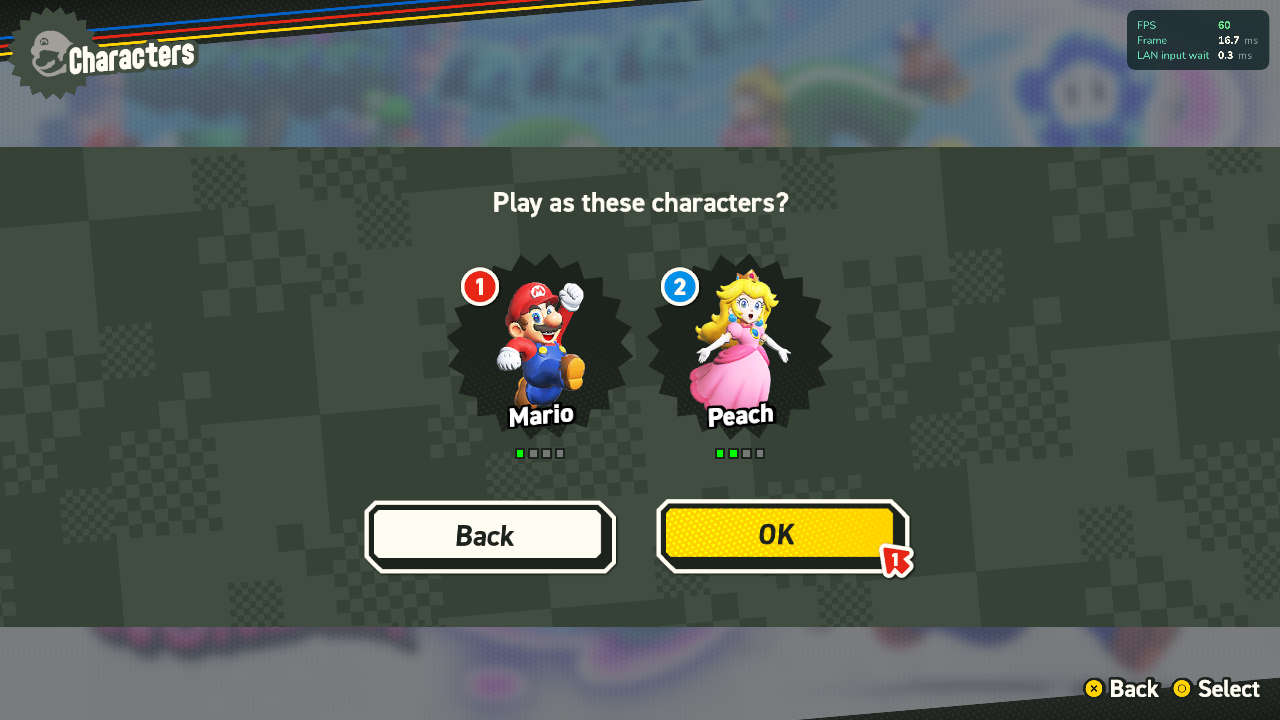 Characters
FPS 60
Frame 16.7 ms
LAN input wait 0.3 ms
Play as these characters?
1
2
M
Mario
Peach
Back
OK
1
Back
Select